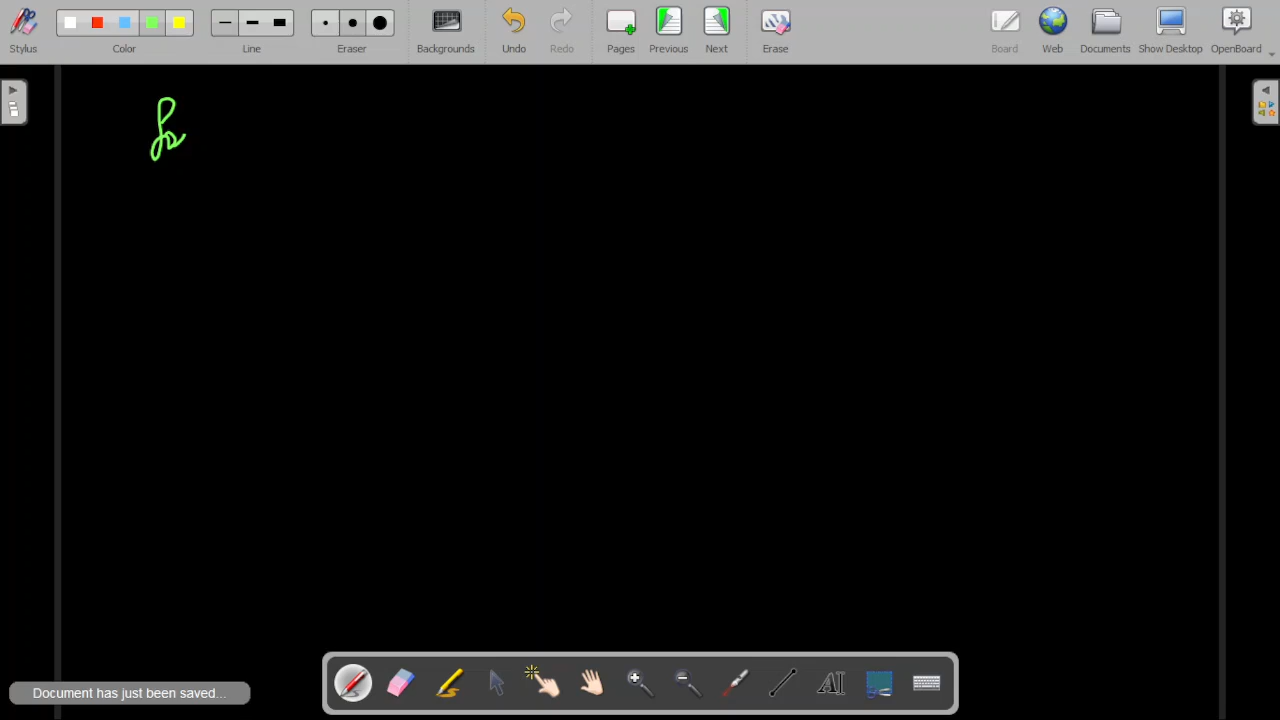 Stylus
Color
Line
Eraser
Backgrounds
Undo
Redo
Pages
Previous
Next
Erase
Board
Web
Documents
Show Desktop
OpenBoard
AI
Document has just been saved...